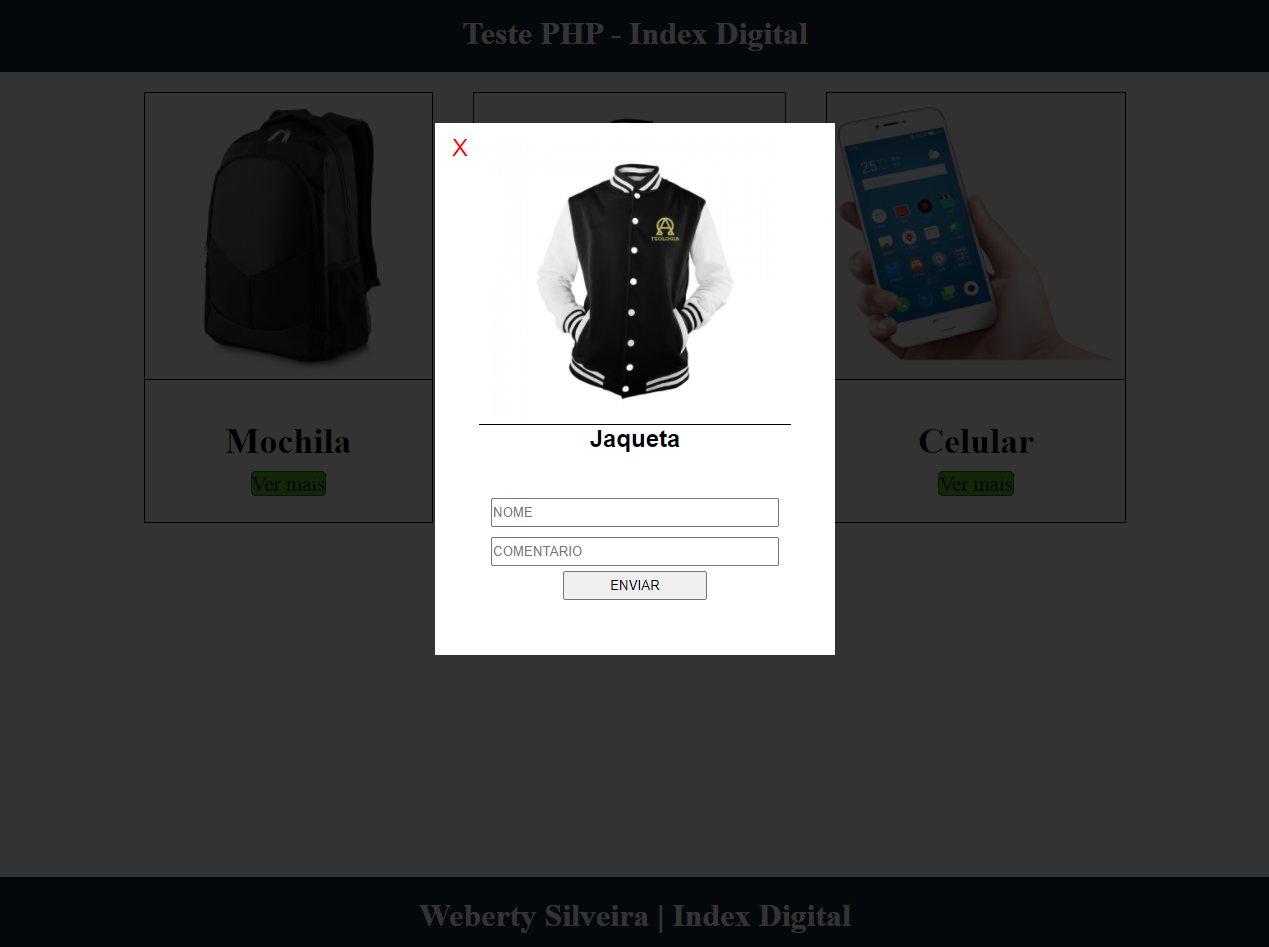 Teste PHP - Index Digital
X
TEOLOGIA
25°
Jaqueta
NOME
COMENTARIO
ENVIAR
Mochila
Ver mais
Celular
Ver mais
Weberty Silveira | Index Digital